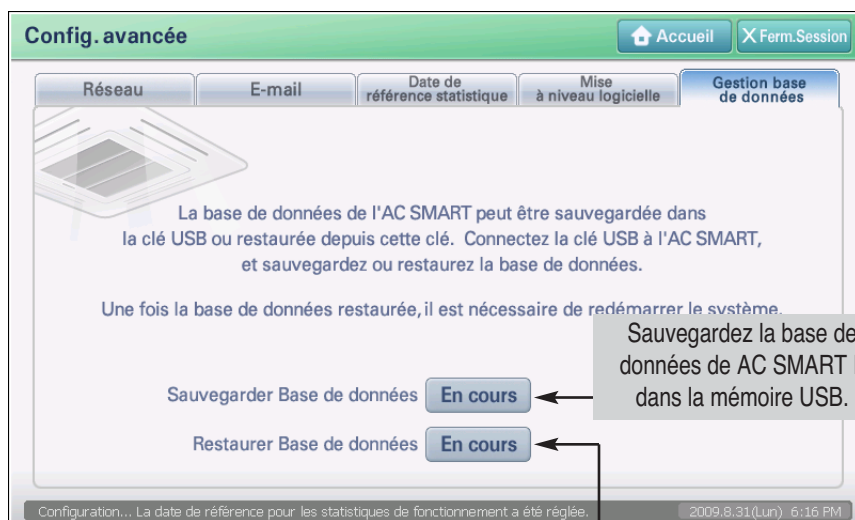 Config. avancée
Accueil
X Ferm.Session
Réseau
E-mail
Date de
référence statistique
Mise
à niveau logicielle
Gestion base
de données
La base de données de l'AC SMART peut être sauvegardée dans
la clé USB ou restaurée depuis cette clé. Connectez la clé USB à l'AC SMART,
et sauvegardez ou restaurez la base de données.
Une fois la base de données restaurée, il est nécessaire de redémarrer le système.
Sauvegardez la base de
données de AC SMART
dans la mémoire USB.
Sauvegarder Base de données En cours
Restaurer Base de données En cours
Configuration... La date de référence pour les statistiques de fonctionnement a été réglée.
2009.8.31(Lun) 6:16 PM